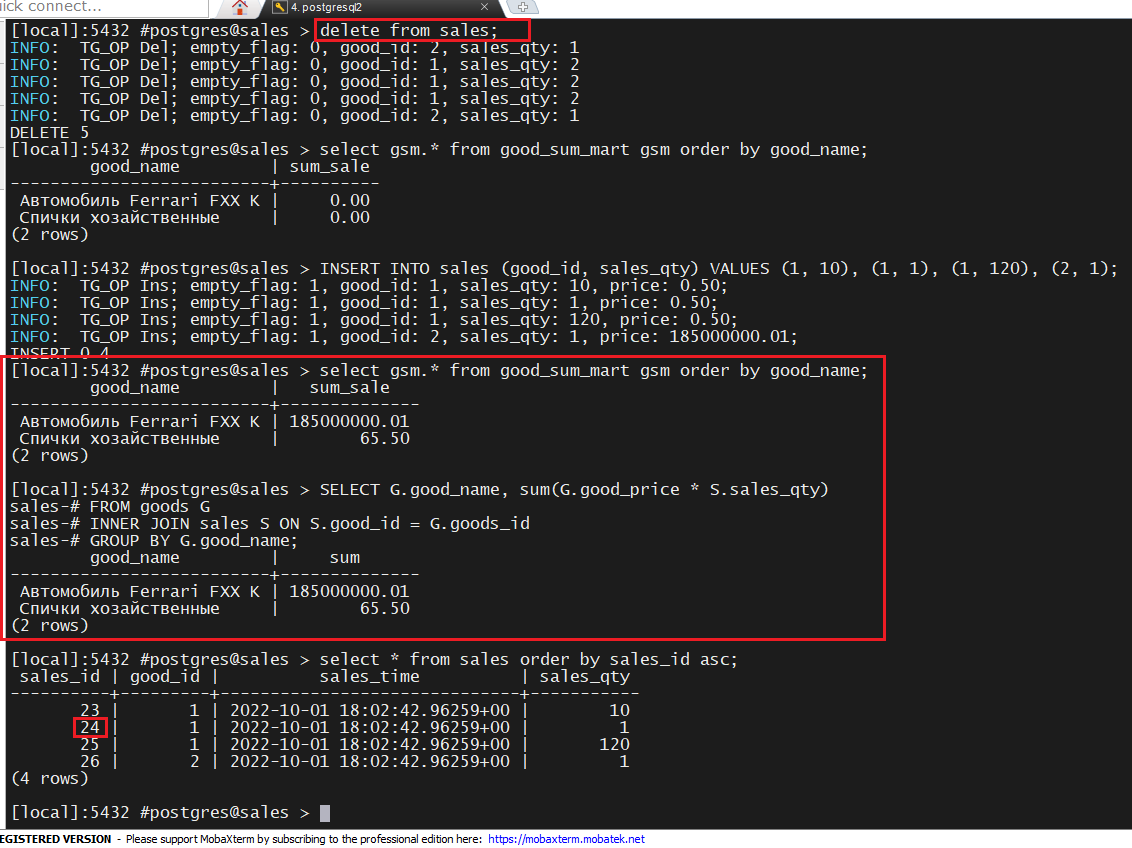 uick connect...
4. postgresql2
[local]:5432 #postgres@sales > delete from sales;
INFO:  TG_OP Del; empty_flag: 0, good_id: 2, sales_qty: 1
INFO:  TG_OP Del; empty_flag: 0, good_id: 1, sales_qty: 2
INFO:  TG_OP Del; empty_flag: 0, good_id: 1, sales_qty: 2
INFO:  TG_OP Del; empty_flag: 0, good_id: 1, sales_qty: 2
INFO:  TG_OP Del; empty_flag: 0, good_id: 2, sales_qty: 1
DELETE 5
[local]:5432 #postgres@sales > select gsm.* from good_sum_mart gsm order by good_name;
        good_name         | sum_sale
--------------------------+----------
 Автомобиль Ferrari FXX K |     0.00
 Спички хозайственные     |     0.00
(2 rows)
[local]:5432 #postgres@sales > INSERT INTO sales (good_id, sales_qty) VALUES (1, 10), (1, 1), (1, 120), (2, 1);
INFO:  TG_OP Ins; empty_flag: 1, good_id: 1, sales_qty: 10, price: 0.50;
INFO:  TG_OP Ins; empty_flag: 1, good_id: 1, sales_qty: 1, price: 0.50;
INFO:  TG_OP Ins; empty_flag: 1, good_id: 1, sales_qty: 120, price: 0.50;
INFO:  TG_OP Ins; empty_flag: 1, good_id: 2, sales_qty: 1, price: 185000000.01;
INSERT 0 4
[local]:5432 #postgres@sales > select gsm.* from good_sum_mart gsm order by good_name;
        good_name         |   sum_sale
--------------------------+--------------
 Автомобиль Ferrari FXX K | 185000000.01
 Спички хозайственные     |        65.50
(2 rows)
[local]:5432 #postgres@sales > SELECT G.good_name, sum(G.good_price * S.sales_qty)
sales-# FROM goods G
sales-# INNER JOIN sales S ON S.good_id = G.goods_id
sales-# GROUP BY G.good_name;
        good_name         |     sum
--------------------------+--------------
 Автомобиль Ferrari FXX K | 185000000.01
 Спички хозайственные     |        65.50
(2 rows)
[local]:5432 #postgres@sales > select * from sales order by sales_id asc;
 sales_id | good_id |          sales_time           | sales_qty
----------+---------+-------------------------------+-----------
       23 |       1 | 2022-10-01 18:02:42.96259+00 |        10
       24 |       1 | 2022-10-01 18:02:42.96259+00 |         1
       25 |       1 | 2022-10-01 18:02:42.96259+00 |       120
       26 |       2 | 2022-10-01 18:02:42.96259+00 |         1
(4 rows)
[local]:5432 #postgres@sales >
EGISTERED VERSION - Please support MobaXterm by subscribing to the professional edition here: https://mobaxterm.mobatek.net